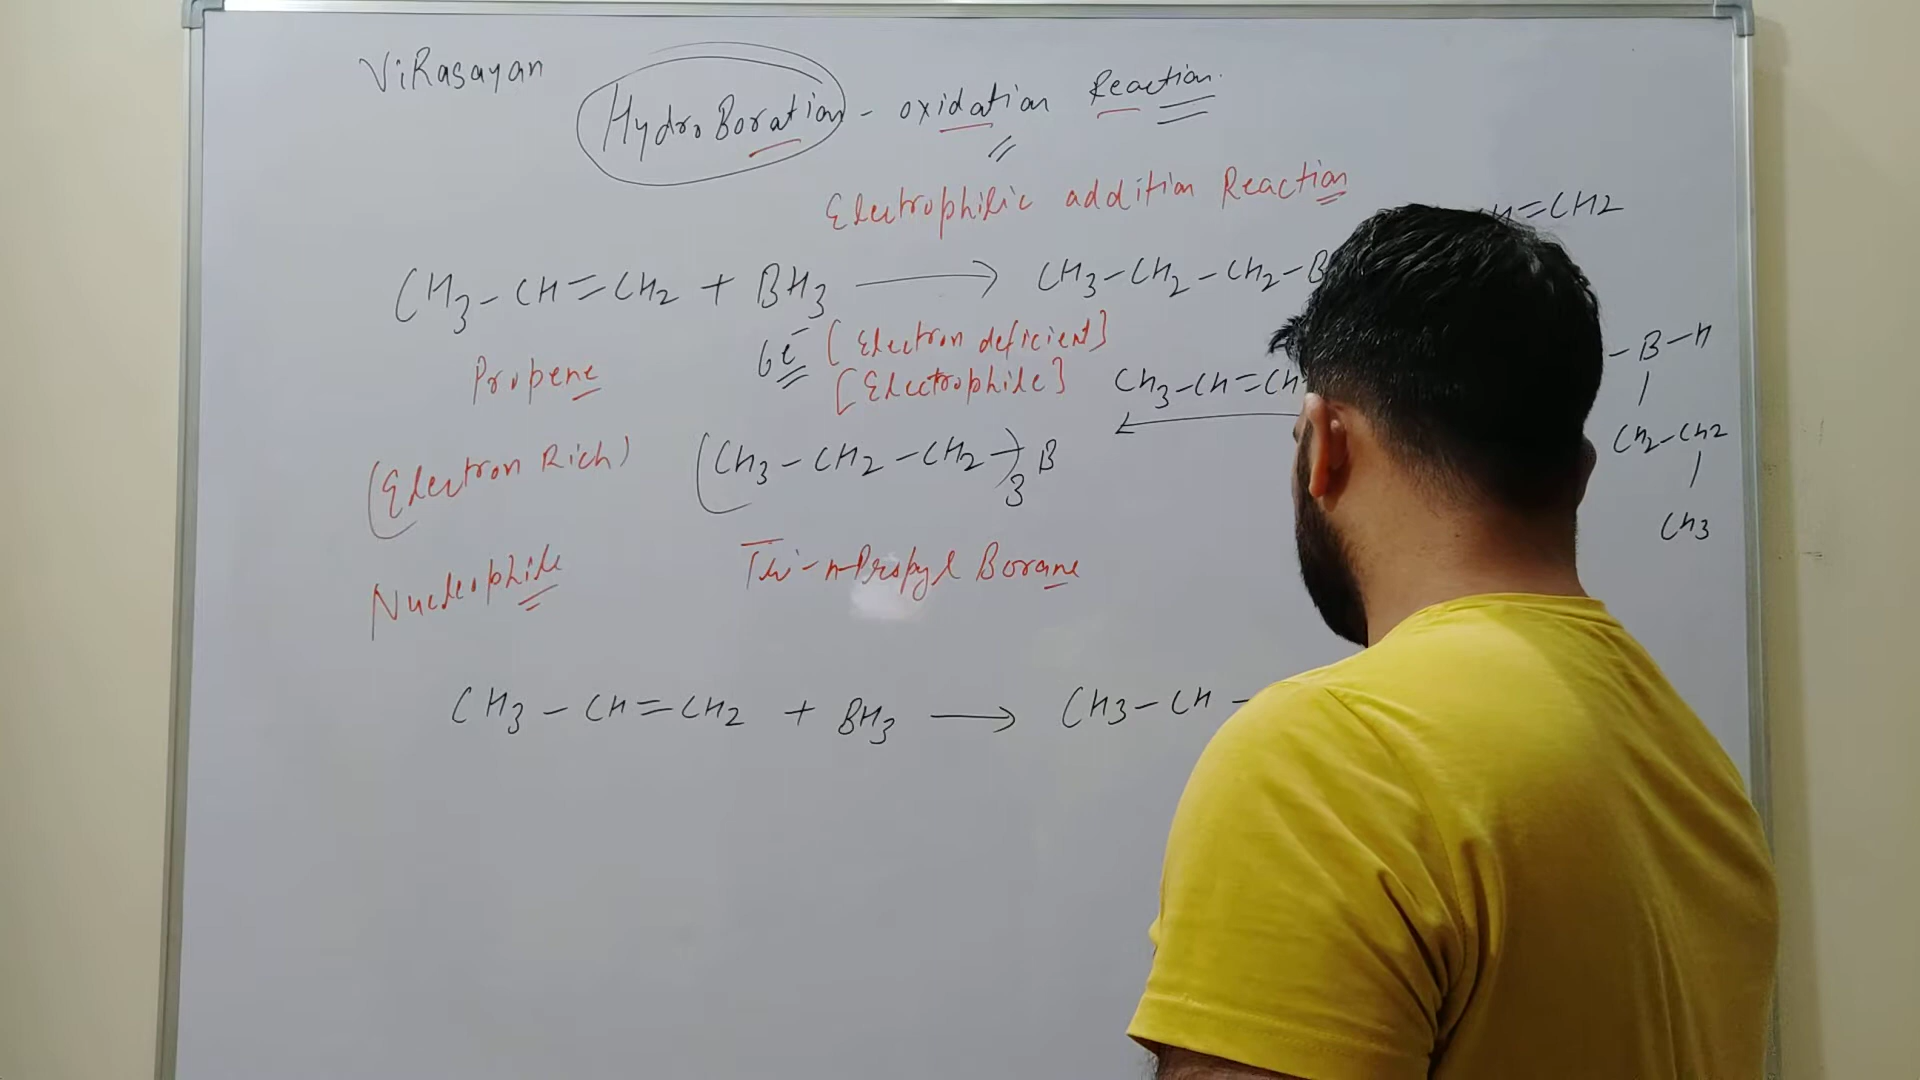 ViRasayan
HydroBoration - oxidation Reaction.
Electrophilic addition Reaction
H=CH2
CH3-CH=CH2 + BH3 → CH3-CH2-CH2-B
6e- [Electron deficient]
-B-H
Propene
[Electrophile]
CH3-CH=CH
(CH3-CH2-CH2-)3B
CH2-CH2
(Electron Rich)
CH3
Nucleophile
Tri-n-Propyl Borane
CH3-CH=CH2 + BH3 → CH3-CH-